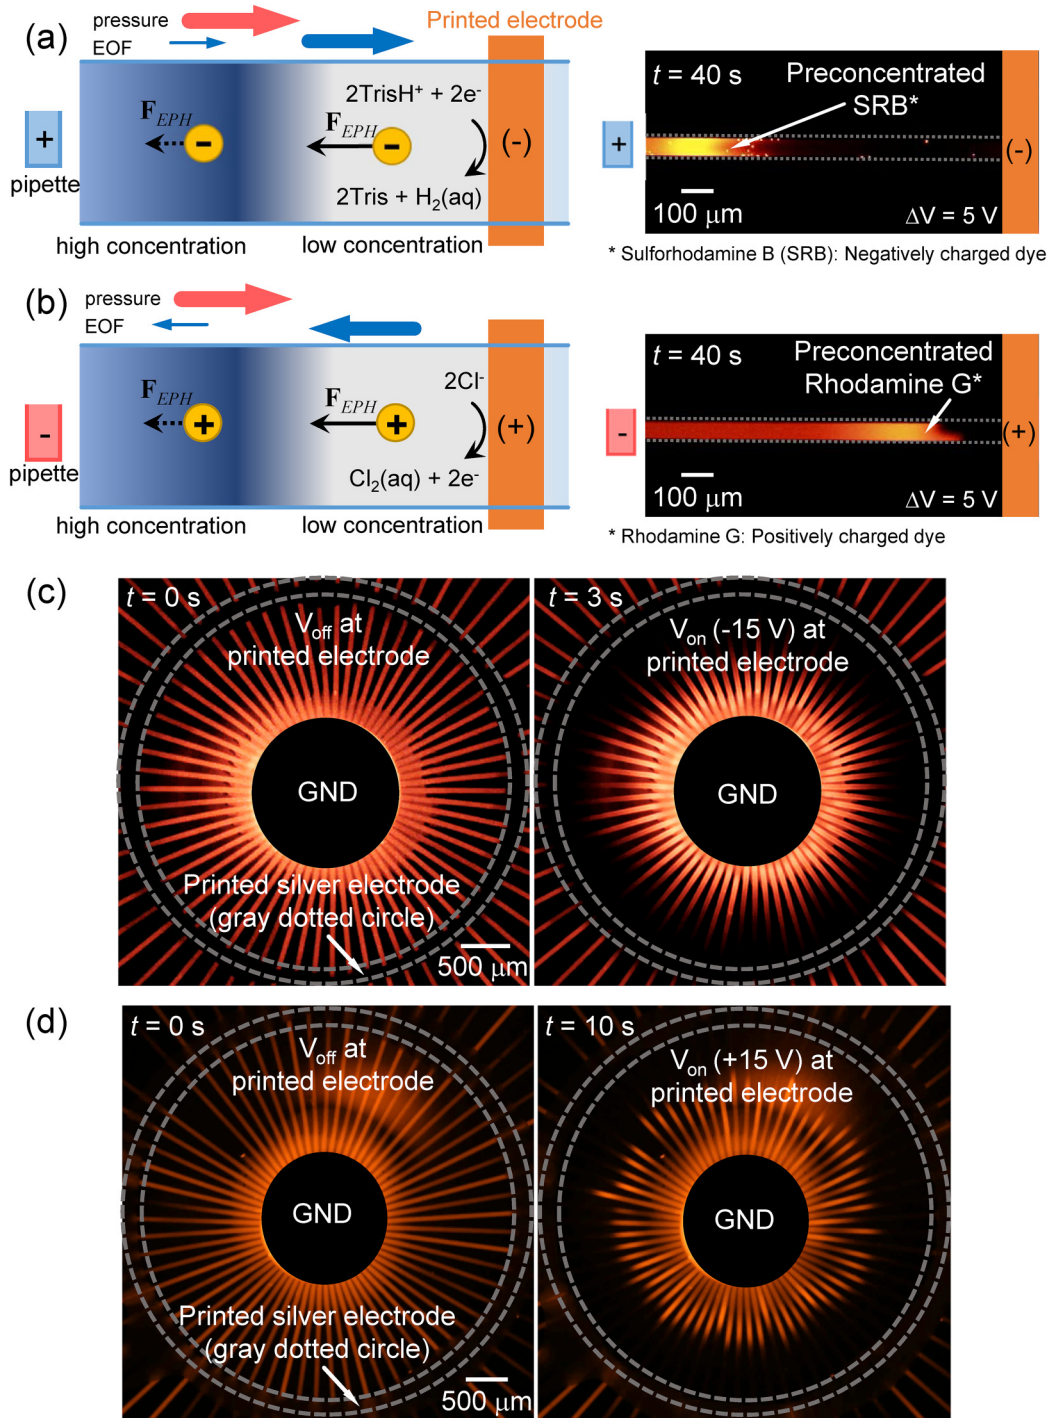 (a)
pressure
EOF
Printed electrode
+
pipette
F_EPH
-
F_EPH
-
2TrisH⁺ + 2e⁻
2Tris + H₂(aq)
(-)
high concentration
low concentration
t = 40 s
Preconcentrated
SRB*
+
(-)
100 μm
ΔV = 5 V
* Sulforhodamine B (SRB): Negatively charged dye
(b)
pressure
EOF
-
pipette
F_EPH
+
F_EPH
+
2Cl⁻
Cl₂(aq) + 2e⁻
(+)
high concentration
low concentration
t = 40 s
Preconcentrated
Rhodamine G*
-
(+)
100 μm
ΔV = 5 V
* Rhodamine G: Positively charged dye
(c)
t = 0 s
V_off at
printed electrode
GND
Printed silver electrode
(gray dotted circle)
500 μm
t = 3 s
V_on (-15 V) at
printed electrode
GND
(d)
t = 0 s
V_off at
printed electrode
GND
Printed silver electrode
(gray dotted circle)
500 μm
t = 10 s
V_on (+15 V) at
printed electrode
GND